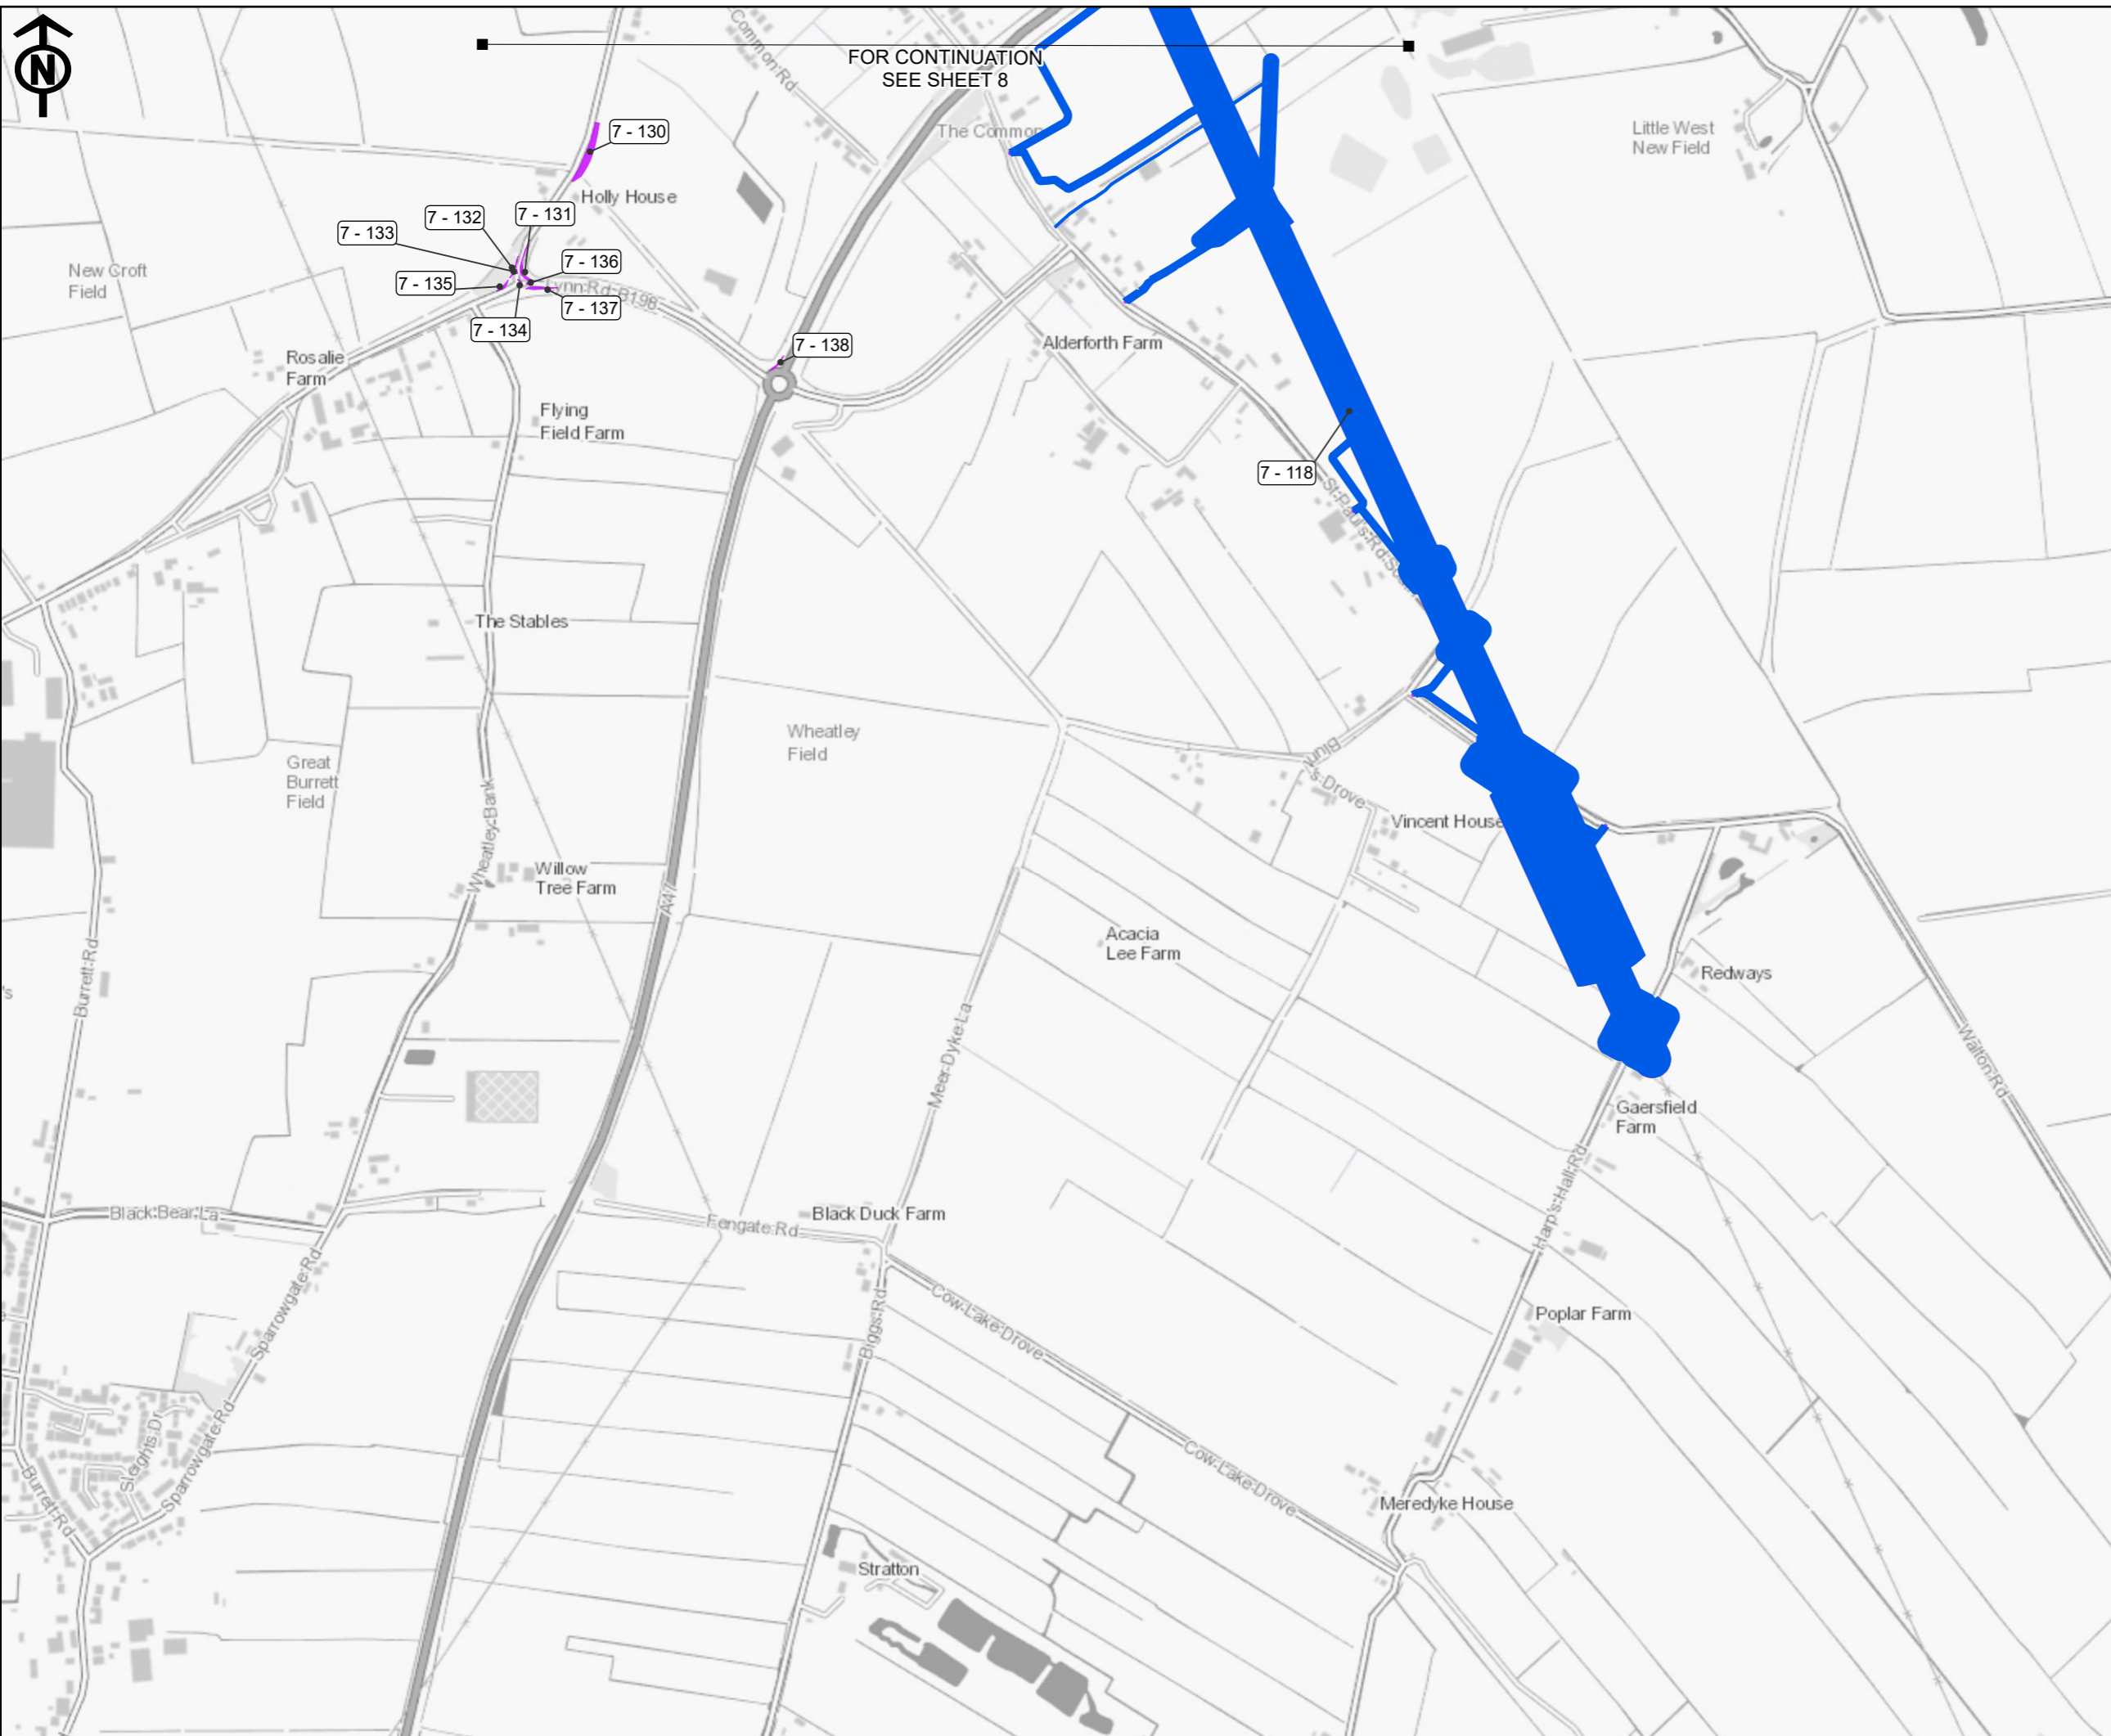 N
Common Rd
FOR CONTINUATION
SEE SHEET 8
The Common
Little West
New Field
7 - 130
Holly House
7 - 132
7 - 131
7 - 133
7 - 136
7 - 135
New Croft
Field
Lynn Rd B198
7 - 137
7 - 134
7 - 138
Alderforth Farm
Rosalie
Farm
Flying
Field Farm
7 - 118
St Paul's Rd
The Stables
Wheatley
Field
Great
Burrett
Field
Blunt
's Drove
Vincent House
Wheatley Bank
Willow
Tree Farm
A47
Acacia
Lee Farm
Redways
Burrett Rd
's
Meer Dyke La
Walton Rd
Gaersfield
Farm
Harp's Hall Rd
Black Bear La
Fengate Rd
Black Duck Farm
Sparrowgate Rd
Biggs Rd
Cow Lake Drove
Poplar Farm
Sleights Dr
Sparrowgate Rd
Burrett Rd
Cow Lake Drove
Meredyke House
Stratton